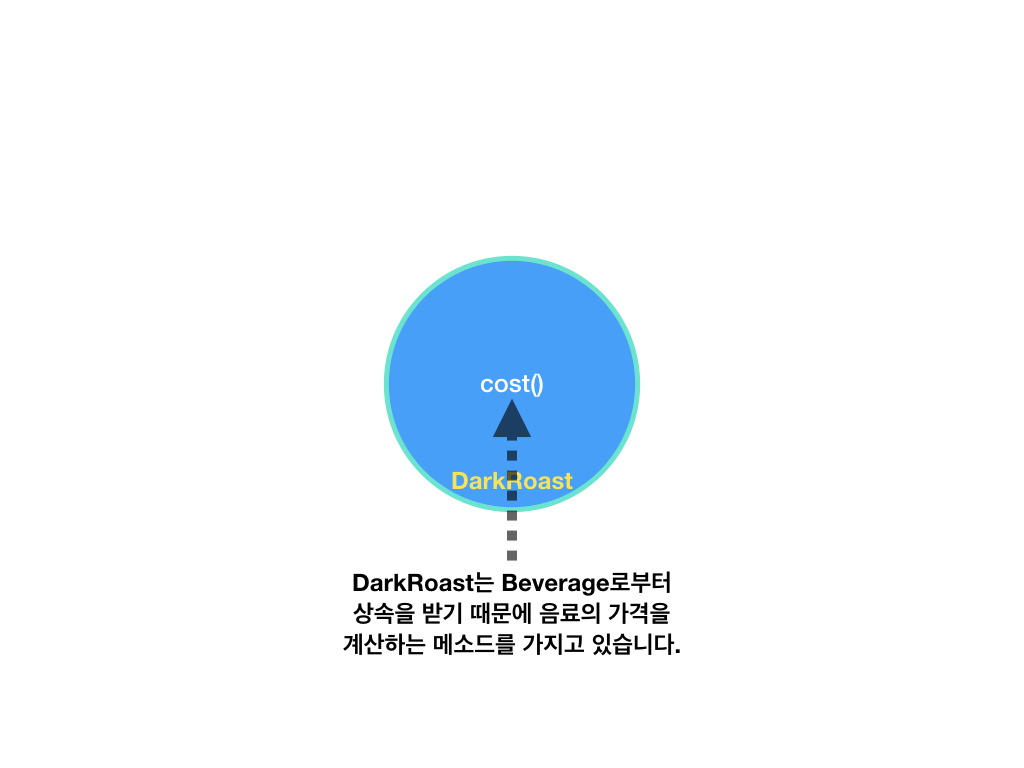 cost()
DarkRoast
DarkRoast는 Beverage로부터
상속을 받기 때문에 음료의 가격을
계산하는 메소드를 가지고 있습니다.